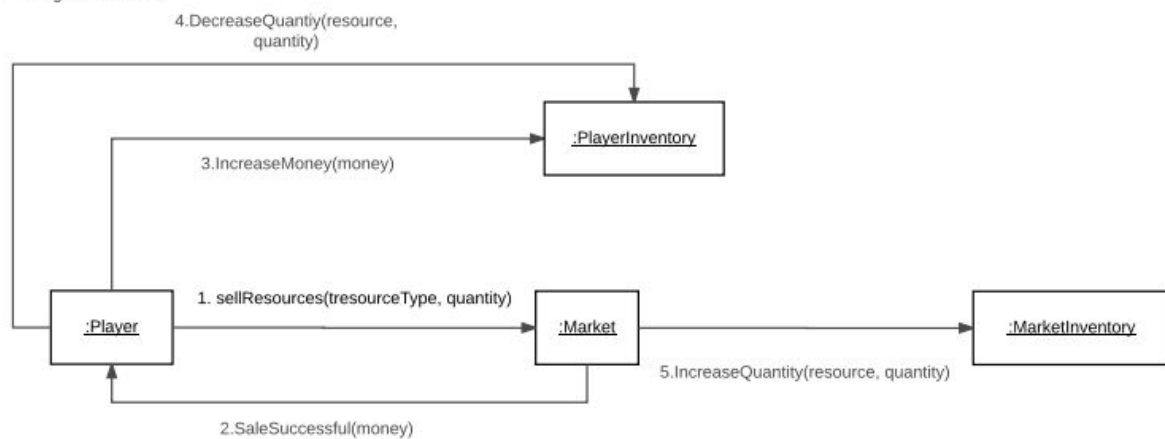 4.DecreaseQuantiy(resource,
quantity)
:PlayerInventory
3.IncreaseMoney(money)
1. sellResources(tresourceType, quantity)
:Player
:Market
:MarketInventory
5.IncreaseQuantity(resource, quantity)
2.SaleSuccessful(money)